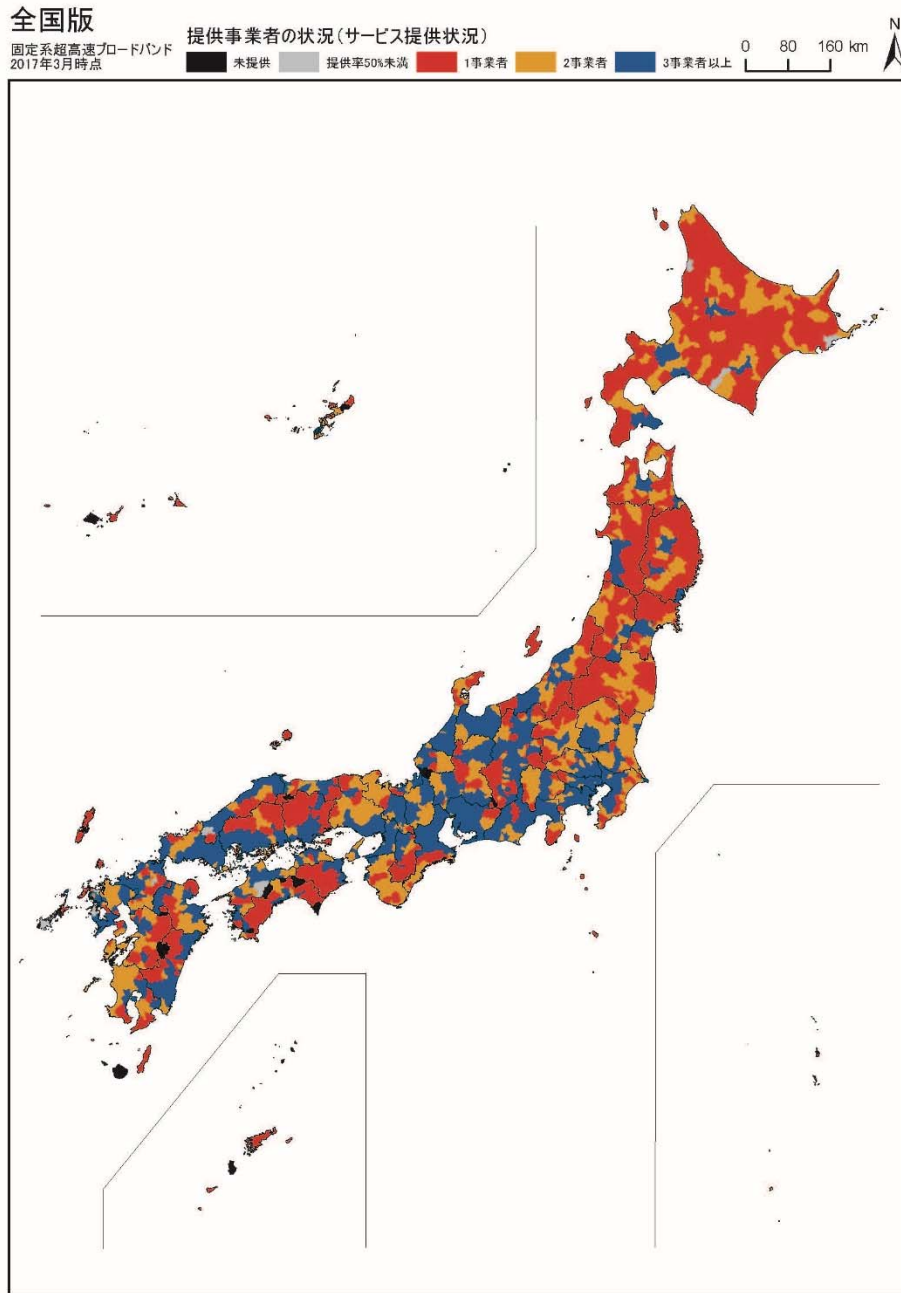 全国版
固定系超高速ブロードバンド
2017年3月時点
提供事業者の状況(サービス提供状況)
未提供 提供率50%未満 1事業者 2事業者 3事業者以上
0 80 160 km
N